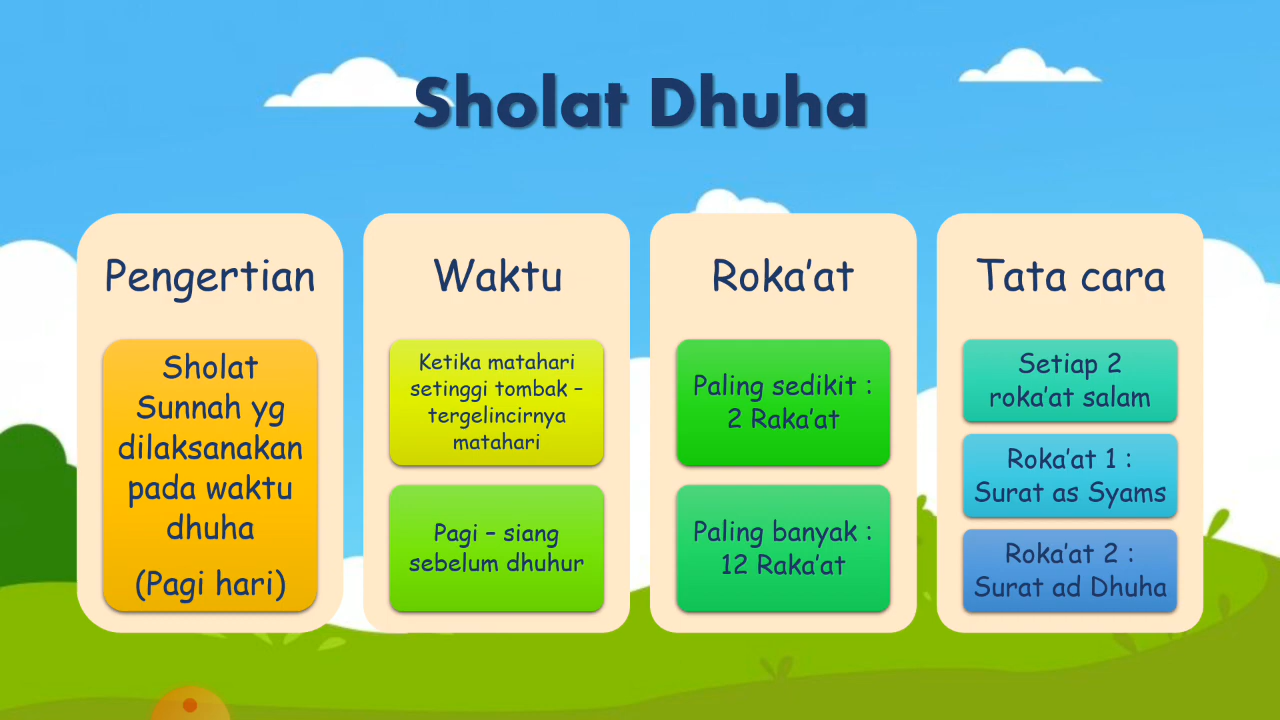 Sholat Dhuha
Pengertian
Sholat
Sunnah yg
dilaksanakan
pada waktu
dhuha
(Pagi hari)
Waktu
Ketika matahari
setinggi tombak –
tergelincirnya
matahari
Pagi – siang
sebelum dhuhur
Roka’at
Paling sedikit :
2 Raka’at
Paling banyak :
12 Raka’at
Tata cara
Setiap 2
roka’at salam
Roka’at 1 :
Surat as Syams
Roka’at 2 :
Surat ad Dhuha